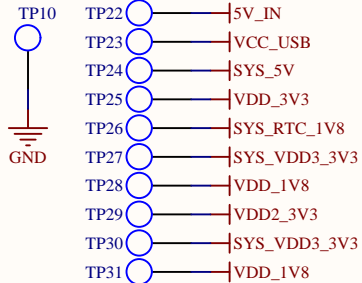 TP10
GND
TP22 5V_IN
TP23 VCC_USB
TP24 SYS_5V
TP25 VDD_3V3
TP26 SYS_RTC_1V8
TP27 SYS_VDD3_3V3
TP28 VDD_1V8
TP29 VDD2_3V3
TP30 SYS_VDD3_3V3
TP31 VDD_1V8